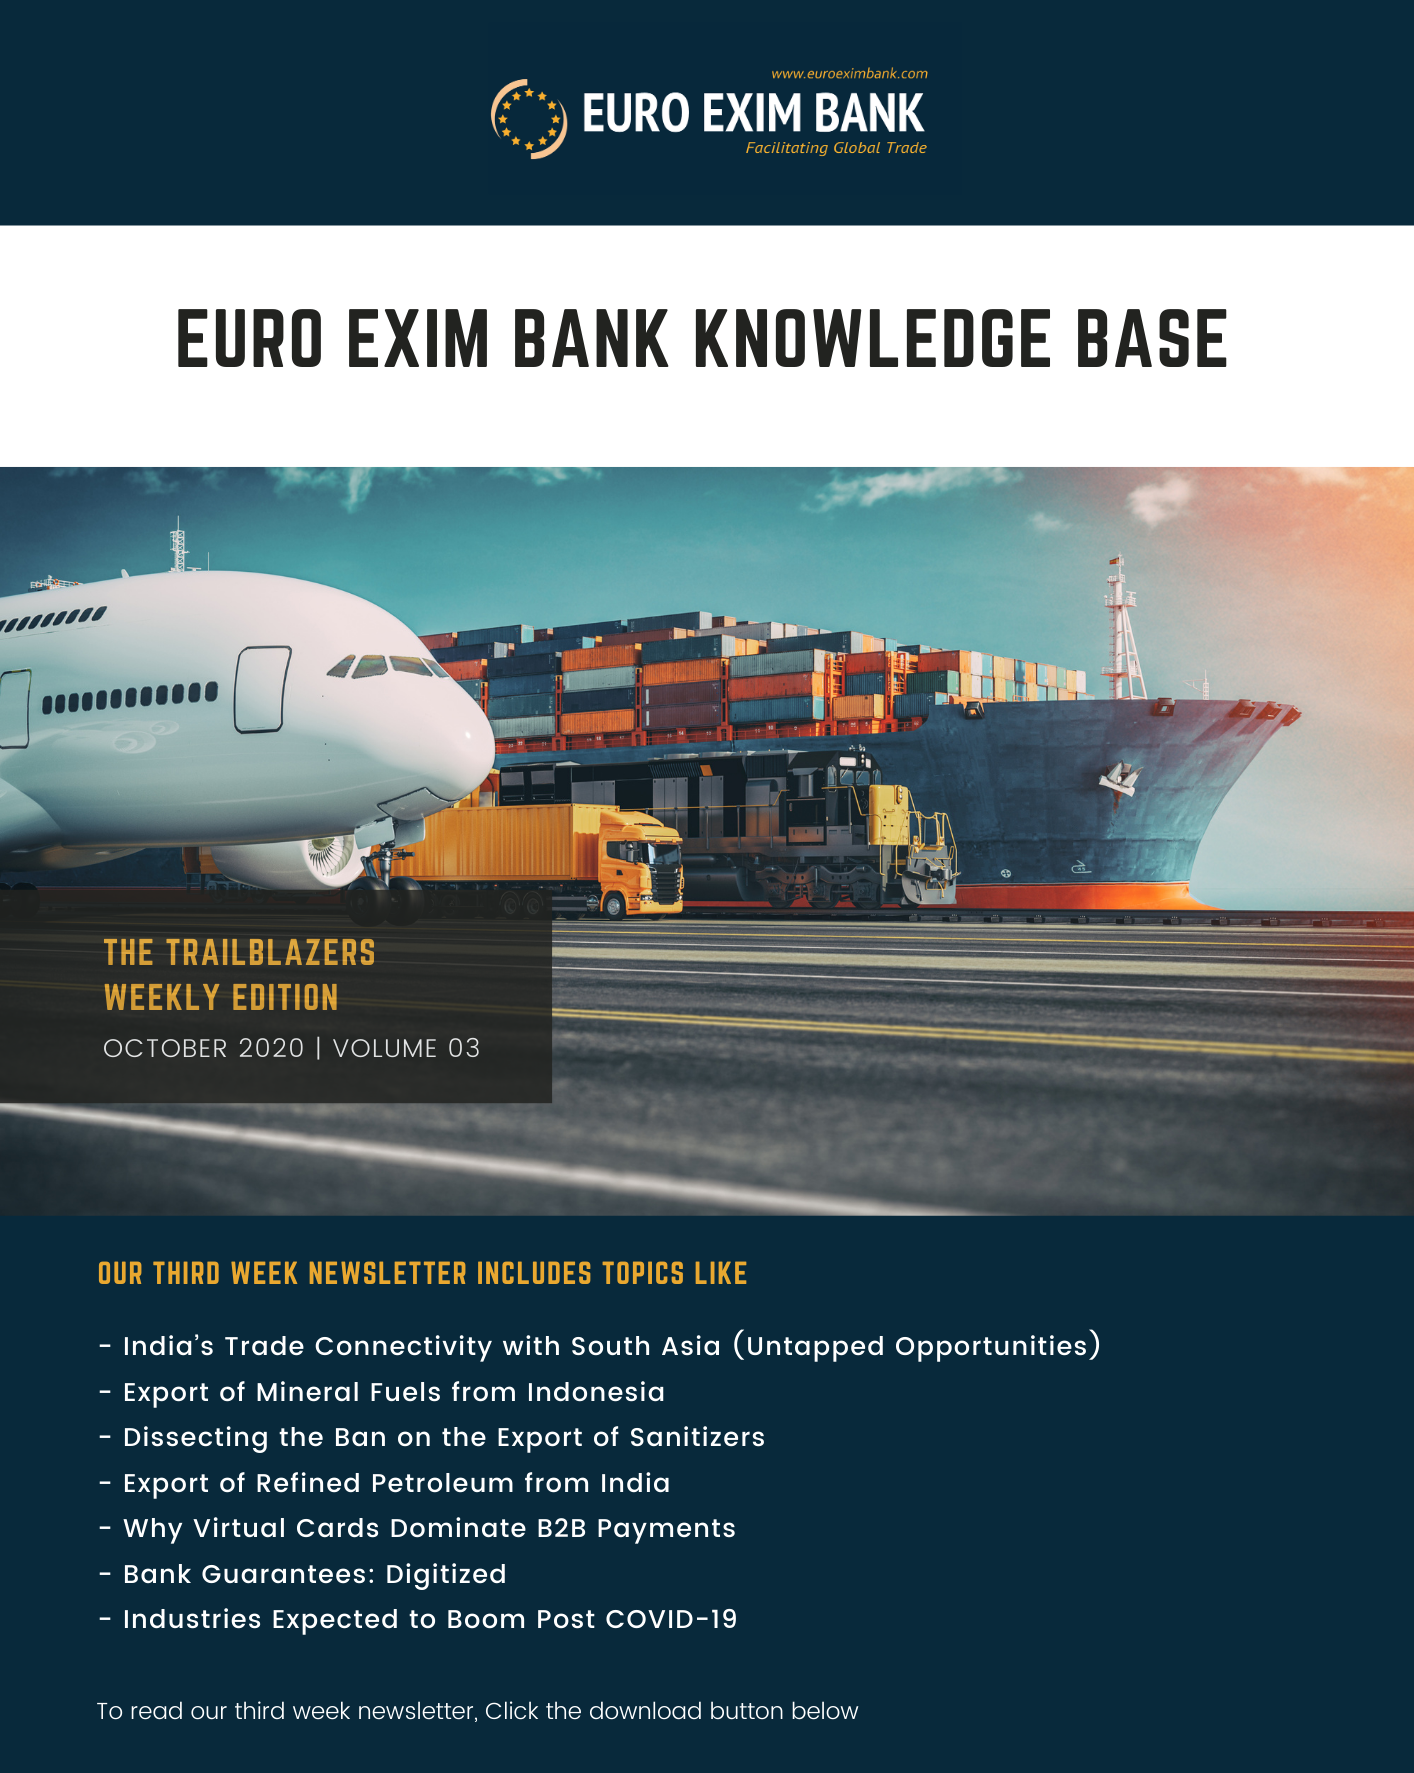 www.euroeximbank.com
EURO EXIM BANK
Facilitating Global Trade
EURO EXIM BANK KNOWLEDGE BASE
THE TRAILBLAZERS
WEEKLY EDITION
OCTOBER 2020 | VOLUME 03
OUR THIRD WEEK NEWSLETTER INCLUDES TOPICS LIKE
- India's Trade Connectivity with South Asia (Untapped Opportunities)
- Export of Mineral Fuels from Indonesia
- Dissecting the Ban on the Export of Sanitizers
- Export of Refined Petroleum from India
- Why Virtual Cards Dominate B2B Payments
- Bank Guarantees: Digitized
- Industries Expected to Boom Post COVID-19
To read our third week newsletter, Click the download button below